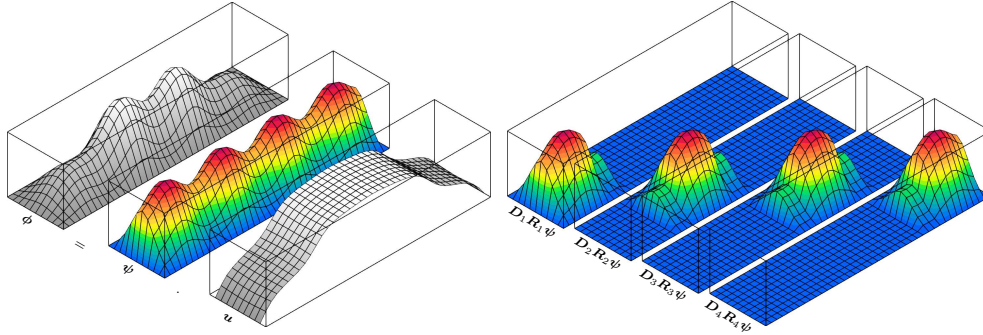 ϕ
=
ψ
.
u
D₁R₁ψ
D₂R₂ψ
D₃R₃ψ
D₄R₄ψ